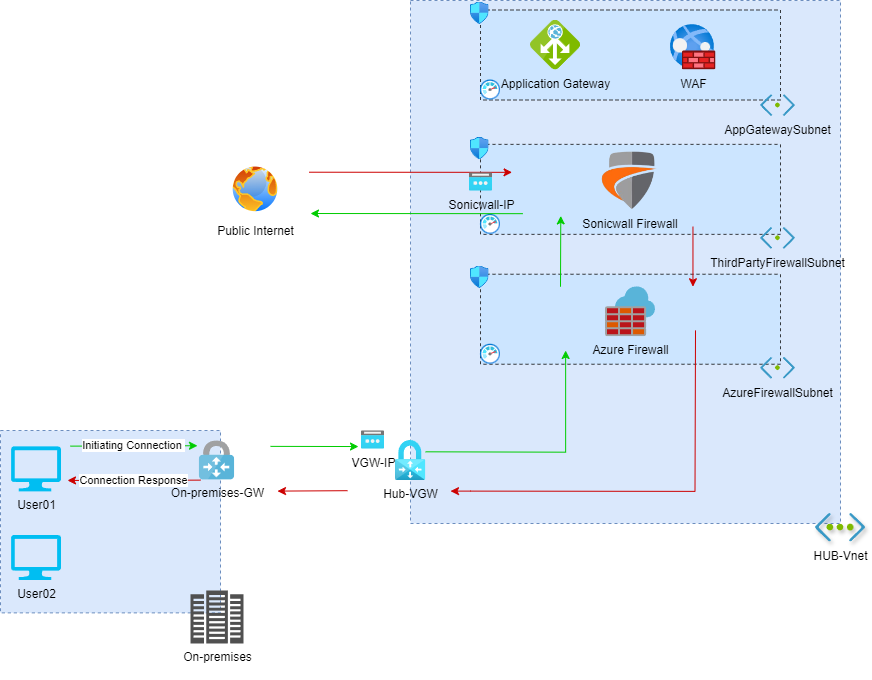 Application Gateway
WAF
AppGatewaySubnet
Sonicwall-IP
Sonicwall Firewall
Public Internet
ThirdPartyFirewallSubnet
Azure Firewall
AzureFirewallSubnet
Initiating Connection
VGW-IP
Connection Response
On-premises-GW
Hub-VGW
User01
HUB-Vnet
User02
On-premises